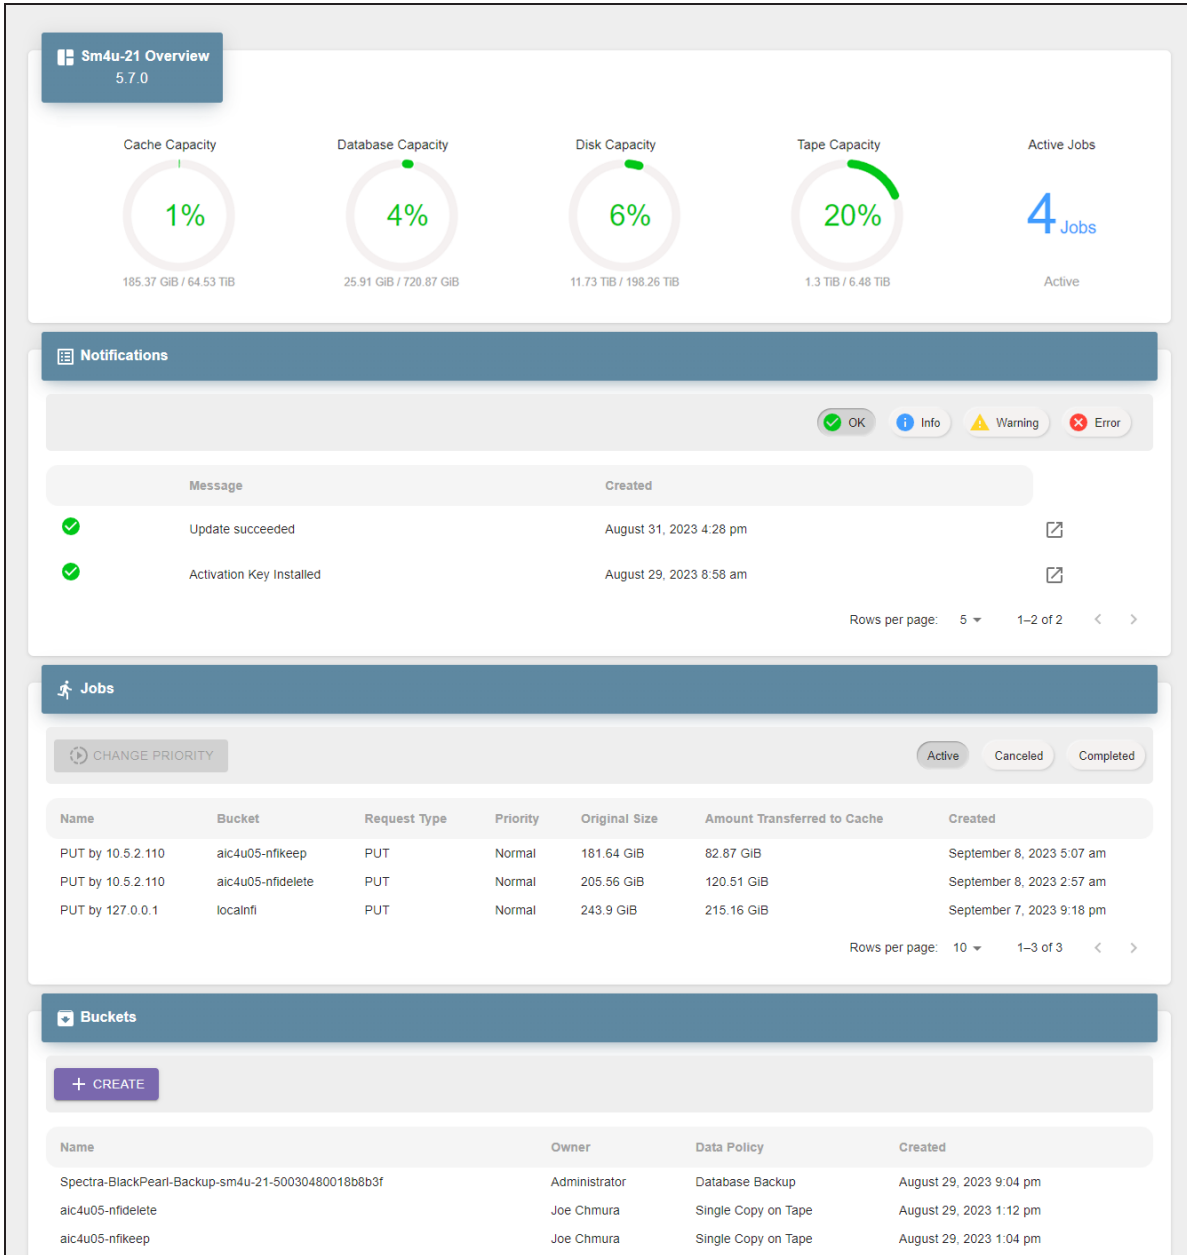 Sm4u-21 Overview
5.7.0
Cache Capacity Database Capacity Disk Capacity Tape Capacity Active Jobs
1% 4% 6% 20% 4 Jobs
185.37 GiB / 64.53 TiB 25.91 GiB / 720.87 GiB 11.73 TiB / 198.26 TiB 1.3 TiB / 6.48 TiB Active
Notifications
OK Info Warning Error
Message Created
Update succeeded August 31, 2023 4:28 pm
Activation Key Installed August 29, 2023 8:58 am
Rows per page: 5 1–2 of 2
Jobs
CHANGE PRIORITY Active Canceled Completed
Name Bucket Request Type Priority Original Size Amount Transferred to Cache Created
PUT by 10.5.2.110 aic4u05-nfikeep PUT Normal 181.64 GiB 82.87 GiB September 8, 2023 5:07 am
PUT by 10.5.2.110 aic4u05-nfidelete PUT Normal 205.56 GiB 120.51 GiB September 8, 2023 2:57 am
PUT by 127.0.0.1 localnfi PUT Normal 243.9 GiB 215.16 GiB September 7, 2023 9:18 pm
Rows per page: 10 1–3 of 3
Buckets
+ CREATE
Name Owner Data Policy Created
Spectra-BlackPearl-Backup-sm4u-21-50030480018b8b3f Administrator Database Backup August 29, 2023 9:04 pm
aic4u05-nfidelete Joe Chmura Single Copy on Tape August 29, 2023 1:12 pm
aic4u05-nfikeep Joe Chmura Single Copy on Tape August 29, 2023 1:04 pm